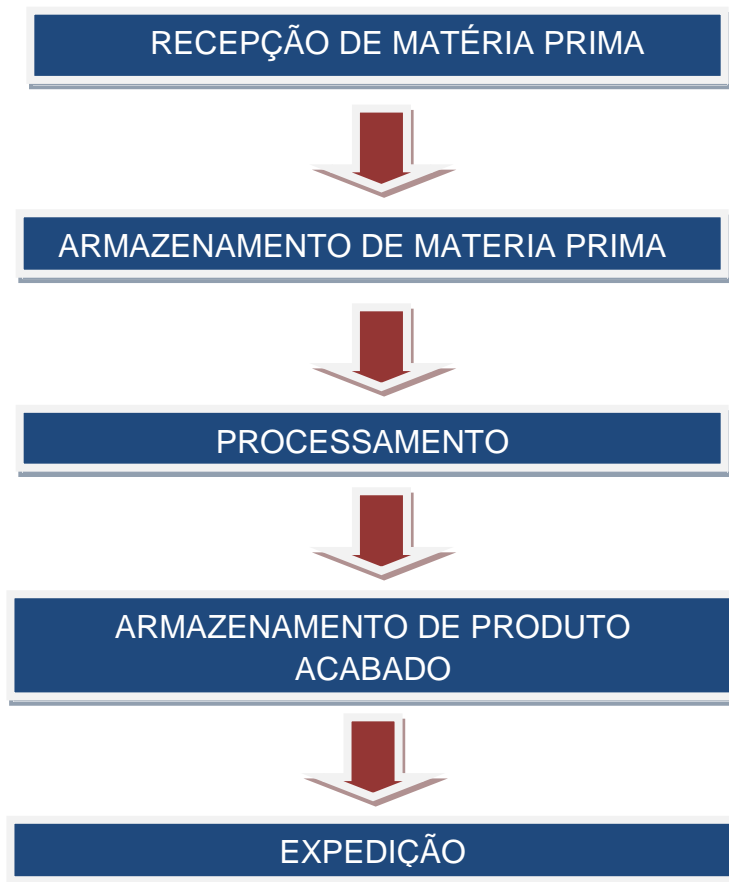 RECEPÇÃO DE MATÉRIA PRIMA
ARMAZENAMENTO DE MATERIA PRIMA
PROCESSAMENTO
ARMAZENAMENTO DE PRODUTO
ACABADO
EXPEDIÇÃO